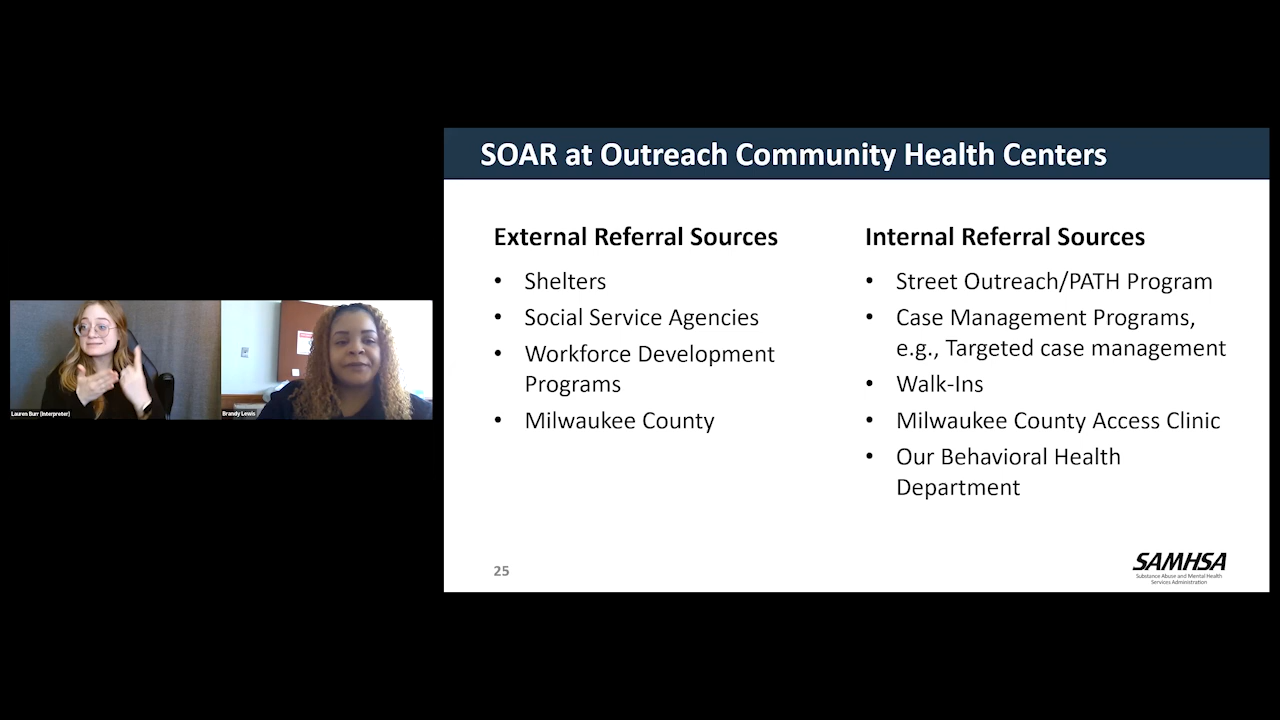 SOAR at Outreach Community Health Centers
External Referral Sources
• Shelters
• Social Service Agencies
• Workforce Development
Programs
• Milwaukee County
Internal Referral Sources
• Street Outreach/PATH Program
• Case Management Programs,
e.g., Targeted case management
• Walk-Ins
• Milwaukee County Access Clinic
• Our Behavioral Health
Department
Lauren Burr (Interpreter)
Brandy Lewis
25
SAMHSA
Substance Abuse and Mental Health
Services Administration